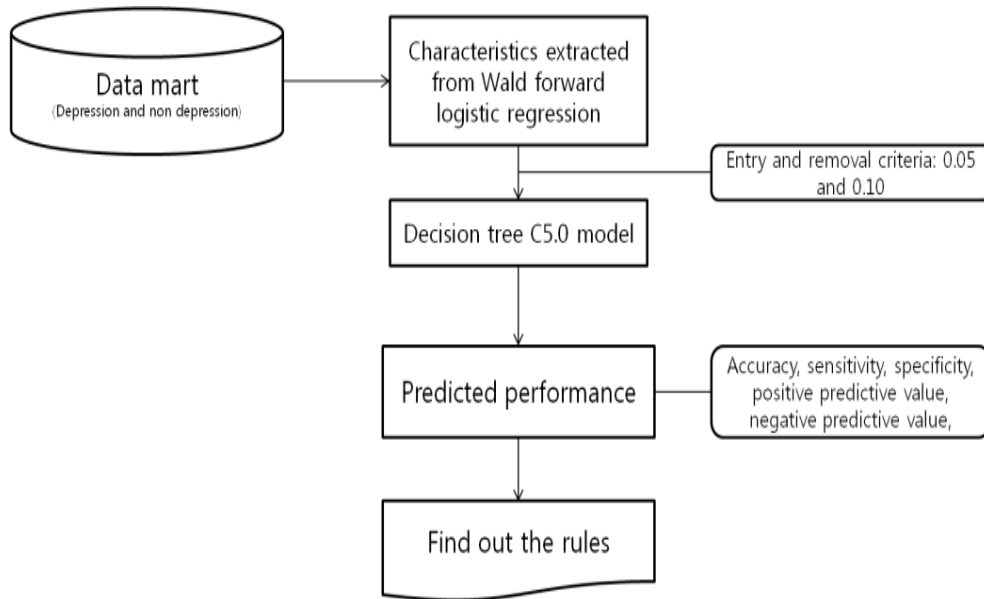 Data mart
(Depression and non depression)
Characteristics extracted
from Wald forward
logistic regression
Entry and removal criteria: 0.05
and 0.10
Decision tree C5.0 model
Predicted performance
Accuracy, sensitivity, specificity,
positive predictive value,
negative predictive value,
Find out the rules